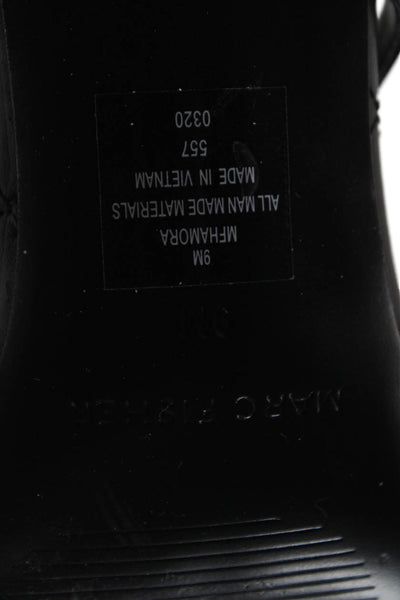 9M
MFHAMORA
ALL MAN MADE MATERIALS
MADE IN VIETNAM
557
0320
9M
MARC FISHER